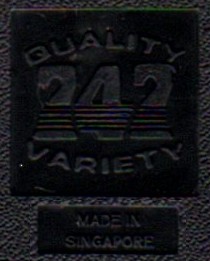 QUALITY
242
VARIETY
MADE IN
SINGAPORE